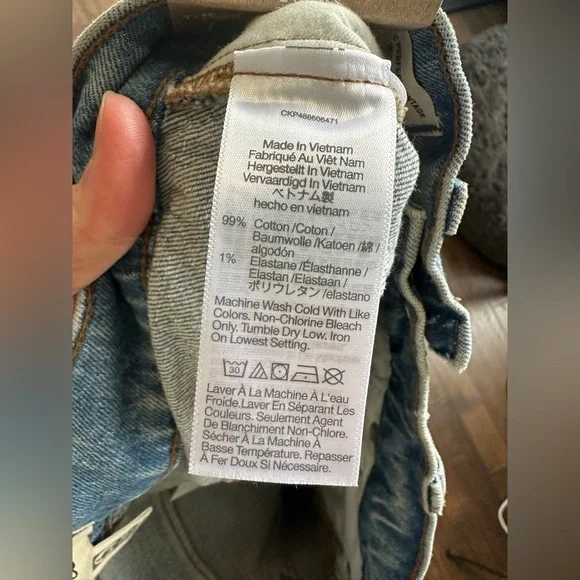 CKP488606471
Made In Vietnam
Fabriqué Au Viêt Nam
Hergestellt In Vietnam
Vervaardigd In Vietnam
ベトナム製
hecho en vietnam
99% Cotton /Coton /
Baumwolle /Katoen /綿 /
algodón
1% Elastane /Élasthanne /
Elastan /Elastaan /
ポリウレタン /elastano
Machine Wash Cold With Like
Colors. Non-Chlorine Bleach
Only. Tumble Dry Low. Iron
On Lowest Setting.
30
Laver À La Machine À L'eau
Froide.Laver En Séparant Les
Couleurs. Seulement Agent
De Blanchiment Non-Chlore.
Sécher À La Machine À
Basse Température. Repasser
À Fer Doux Si Nécessaire.